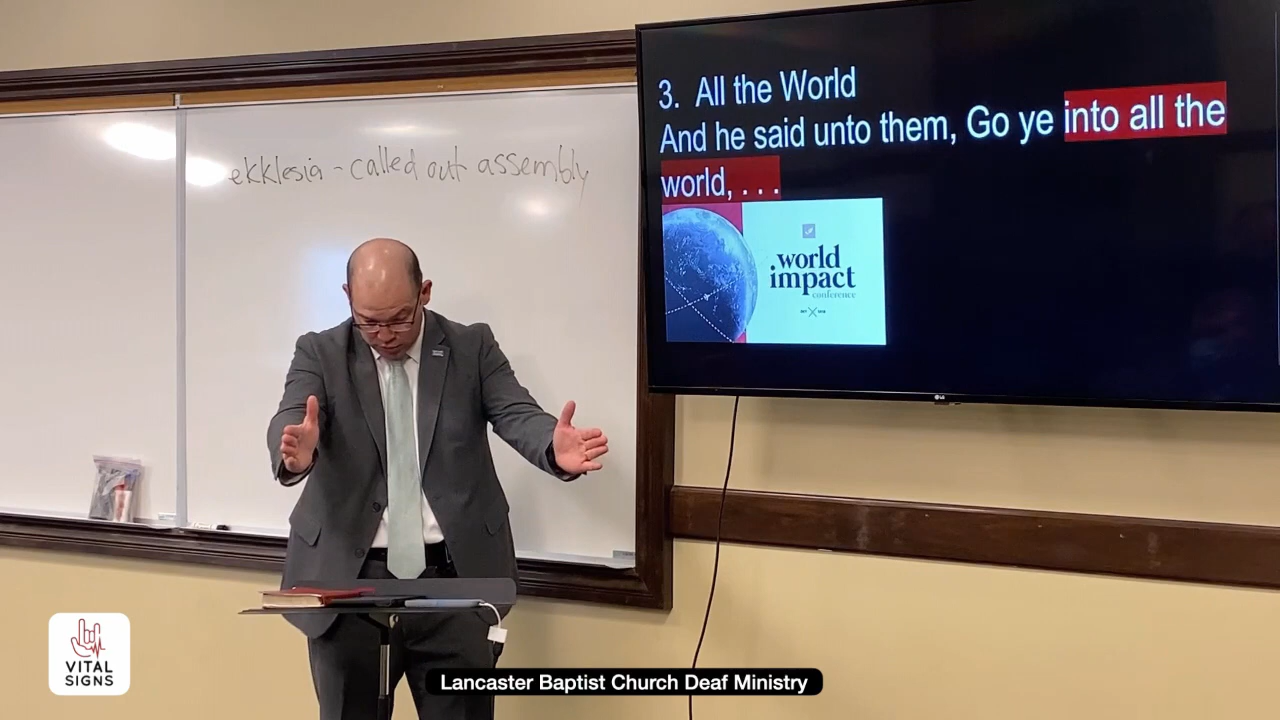 ekklesia - called out assembly
3. All the World
And he said unto them, Go ye into all the
world, . . .
world
impact
conference
LG
VITAL
SIGNS
Lancaster Baptist Church Deaf Ministry